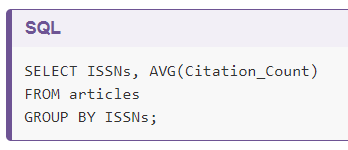 SQL
SELECT ISSNs, AVG(Citation_Count)
FROM articles
GROUP BY ISSNs;